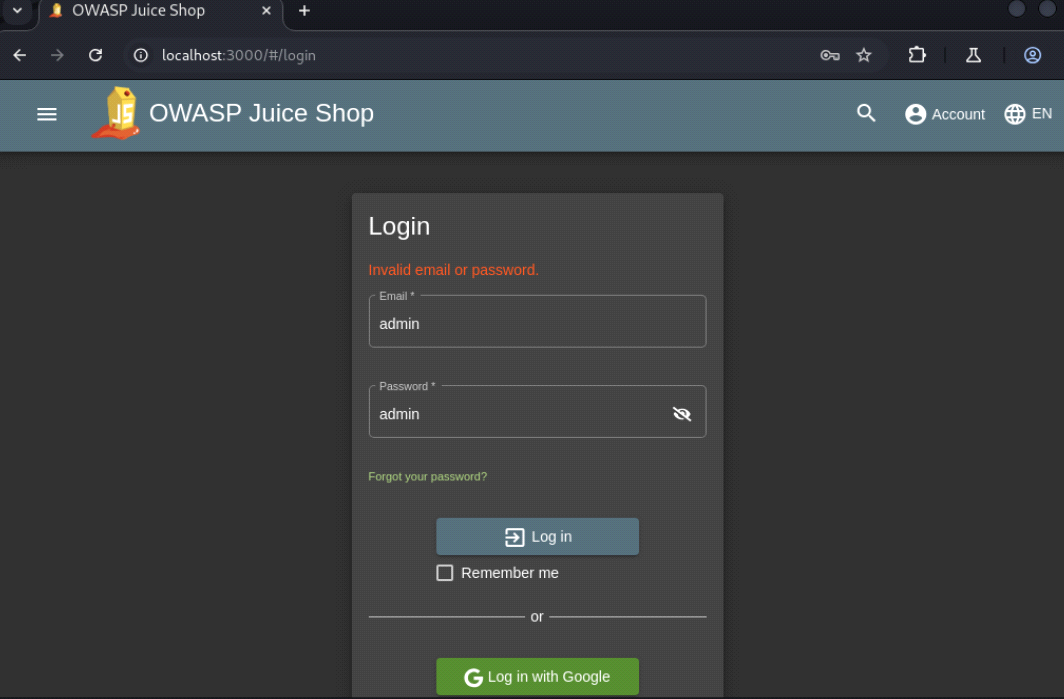 OWASP Juice Shop
localhost:3000/#/login
OWASP Juice Shop
Account
EN
Login
Invalid email or password.
Email *
admin
Password *
admin
Forgot your password?
Log in
Remember me
or
Log in with Google